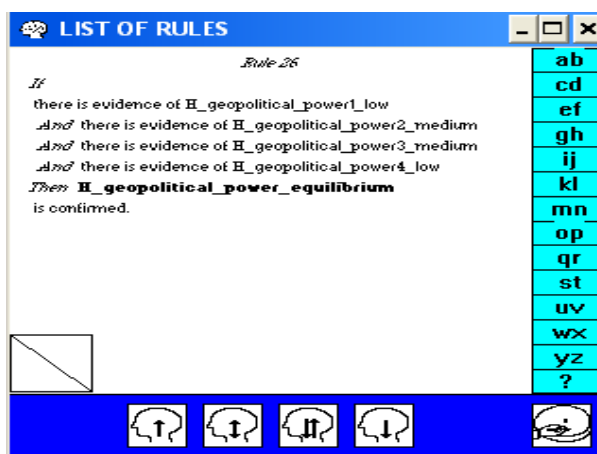 LIST OF RULES
Rule 26
If
there is evidence of H_geopolitical_power1_low
And there is evidence of H_geopolitical_power2_medium
And there is evidence of H_geopolitical_power3_medium
And there is evidence of H_geopolitical_power4_low
Then H_geopolitical_power_equilibrium
is confirmed.
ab
cd
ef
gh
ij
kl
mn
op
qr
st
uv
wx
yz
?